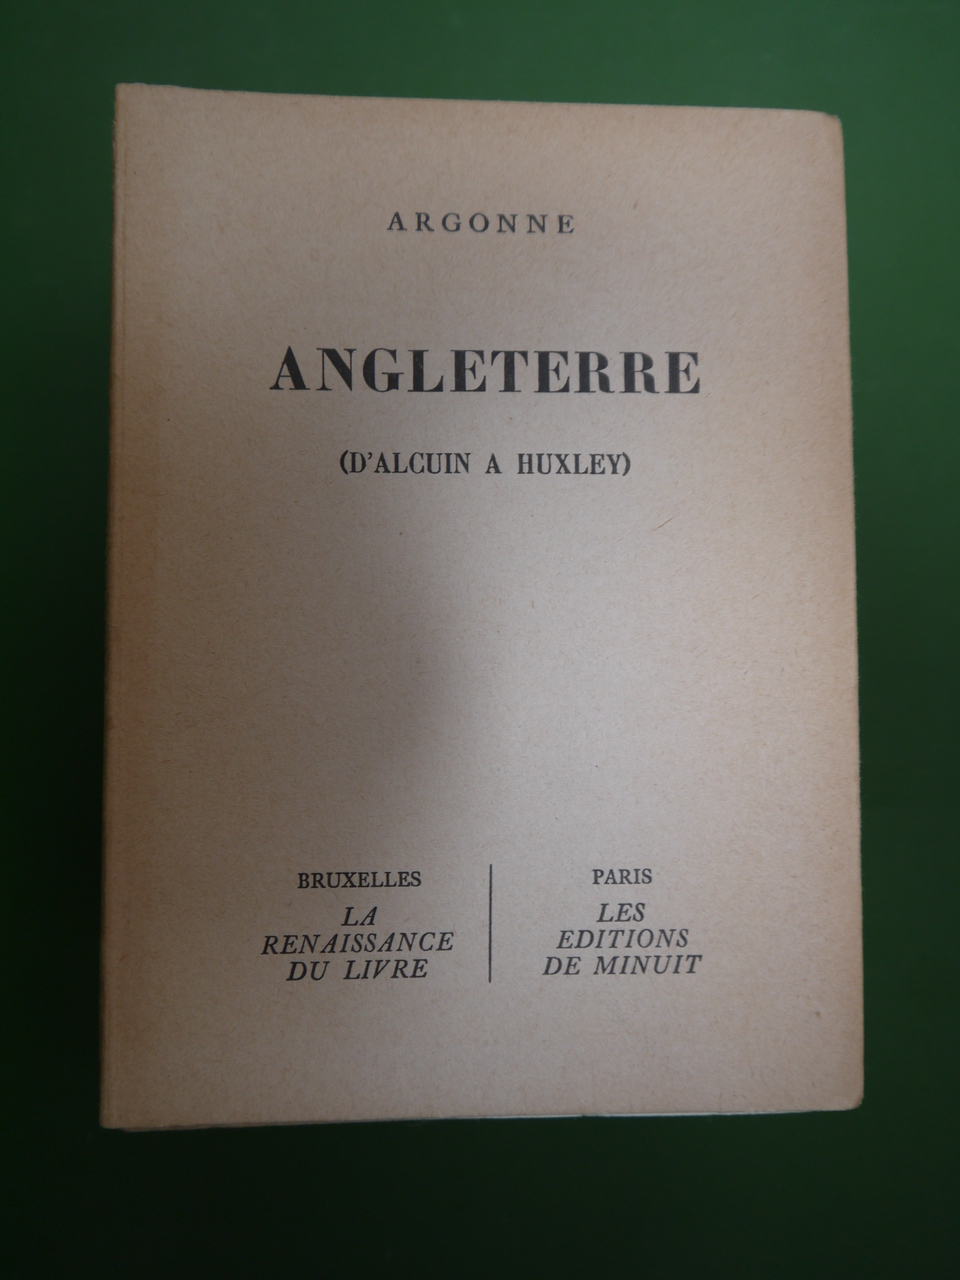 ARGONNE
ANGLETERRE
(D'ALCUIN A HUXLEY)
BRUXELLES
LA
RENAISSANCE
DU LIVRE
PARIS
LES
EDITIONS
DE MINUIT